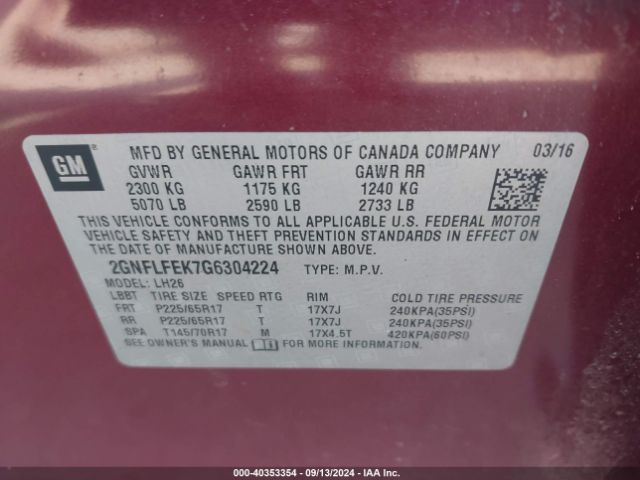 GM
MFD BY GENERAL MOTORS OF CANADA COMPANY 03/16
GVWR GAWR FRT GAWR RR
2300 KG 1175 KG 1240 KG
5070 LB 2590 LB 2733 LB
THIS VEHICLE CONFORMS TO ALL APPLICABLE U.S. FEDERAL MOTOR
VEHICLE SAFETY AND THEFT PREVENTION STANDARDS IN EFFECT ON
THE DATE OF MANUFACTURE SHOWN ABOVE.
2GNFLFEK7G6304224 TYPE: M.P.V.
MODEL: LH26
LBBT TIRE SIZE SPEED RTG RIM COLD TIRE PRESSURE
FRT P225/65R17 T 17X7J 240KPA(35PSI)
RR P225/65R17 T 17X7J 240KPA(35PSI)
SPA T145/70R17 M 17X4.5T 420KPA(60PSI)
SEE OWNER'S MANUAL FOR MORE INFORMATION.
000-40353354 - 09/13/2024 - IAA Inc.